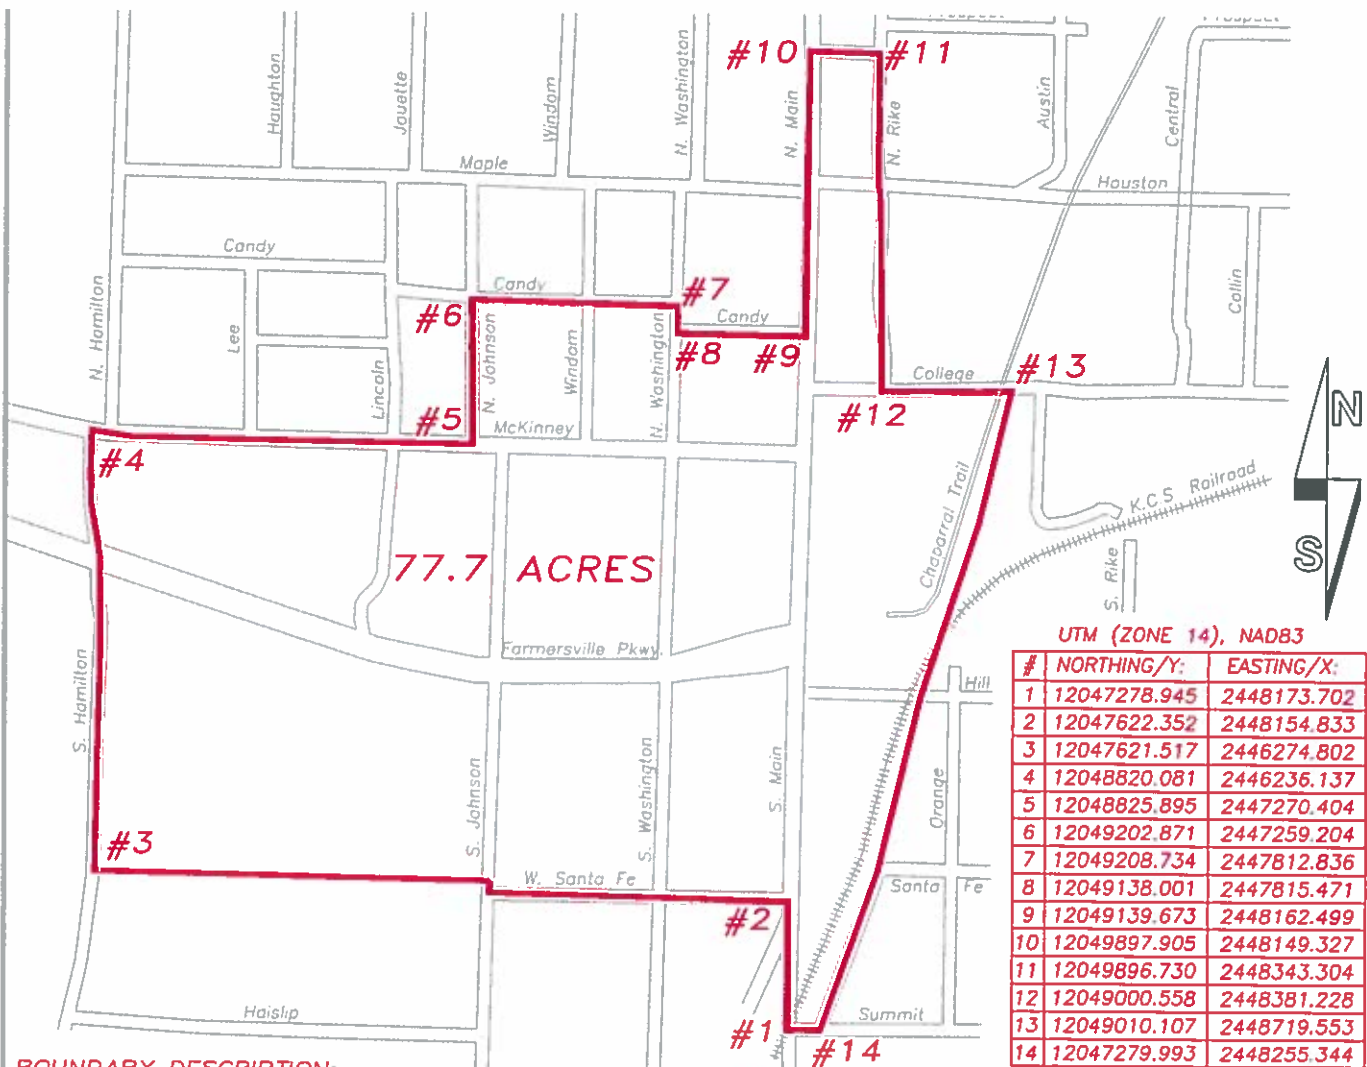 Prospect
Prospect
#10
#11
Haughton
Jouette
Windom
N. Washington
N. Main
N. Rike
Austin
Central
Maple
Houston
Candy
N. Hamilton
Lee
Lincoln
Candy
#7
Candy
#6
N. Johnson
Windom
N. Washington
#8
#9
Collin
College
#13
#12
#5
McKinney
#4
N
S
Chaparral Trail
K.C.S. Railroad
S. Rike
77.7 ACRES
Farmersville Pkwy.
S. Hamilton
Hill
S. Johnson
S. Washington
S. Main
Orange
#3
W. Santa Fe
Santa Fe
#2
Haislip
#1
#14
Summit
UTM (ZONE 14), NAD83
# NORTHING/Y: EASTING/X:
1 12047278.945 2448173.702
2 12047622.352 2448154.833
3 12047621.517 2446274.802
4 12048820.081 2446236.137
5 12048825.895 2447270.404
6 12049202.871 2447259.204
7 12049208.734 2447812.836
8 12049138.001 2447815.471
9 12049139.673 2448162.499
10 12049897.905 2448149.327
11 12049896.730 2448343.304
12 12049000.558 2448381.228
13 12049010.107 2448719.553
14 12047279.993 2448255.344
BOUNDARY DESCRIPTION: